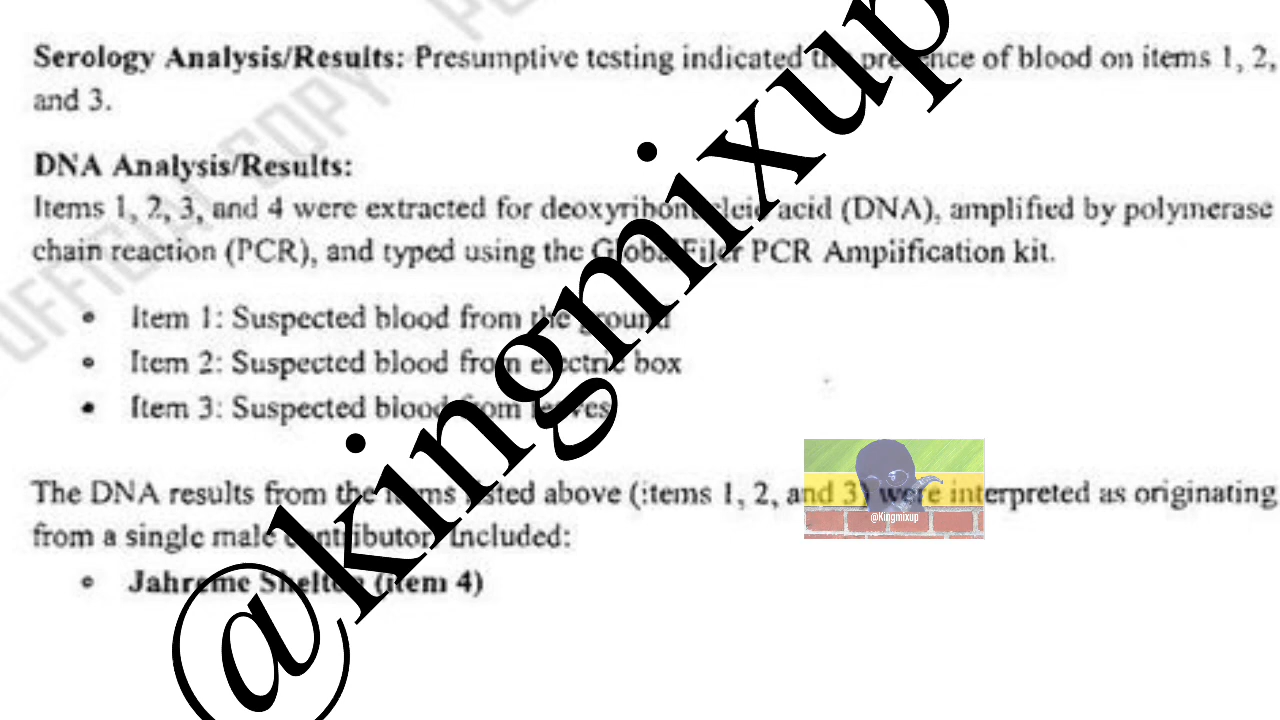 Serology Analysis/Results: Presumptive testing indicated the presence of blood on items 1, 2,
and 3.
DNA Analysis/Results:
Items 1, 2, 3, and 4 were extracted for deoxyribonucleic acid (DNA), amplified by polymerase
chain reaction (PCR), and typed using the GlobalFiler PCR Amplification kit.
• Item 1: Suspected blood from the ground
• Item 2: Suspected blood from electric box
• Item 3: Suspected blood from leaves
The DNA results from the items listed above (items 1, 2, and 3) were interpreted as originating
from a single male contributor. Included:
• Jahreme Shelton (item 4)
@kingmixup
@Kingmixup
OFFICIAL COPY